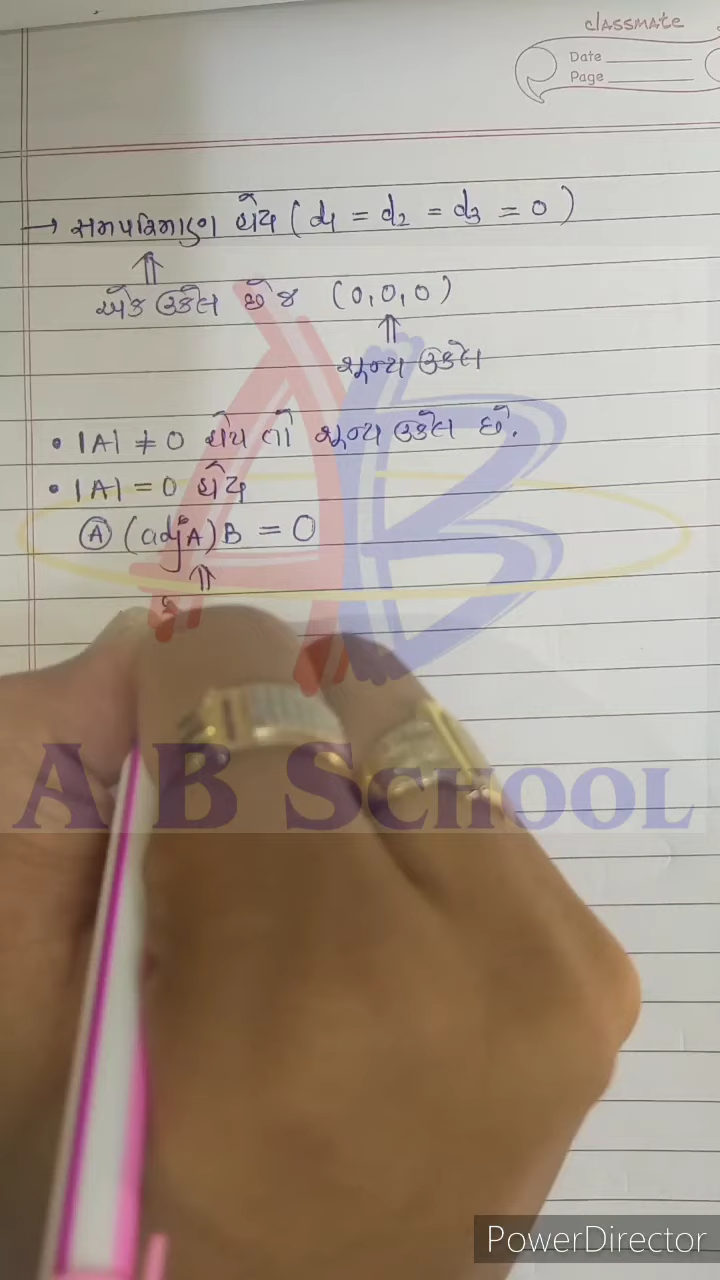 classmate
Date
Page
→ સમપરિમાણ હોય ( d1 = d2 = d3 = 0 )
⇑
એક ઉકેલ છે જ (0,0,0)
⇑
શૂન્ય ઉકેલ
• |A| ≠ 0 હોય તો શૂન્ય ઉકેલ છે.
• |A| = 0 હોય
Ⓐ (adjA)B = 0
⇑
AB
A B SCHOOL
PowerDirector